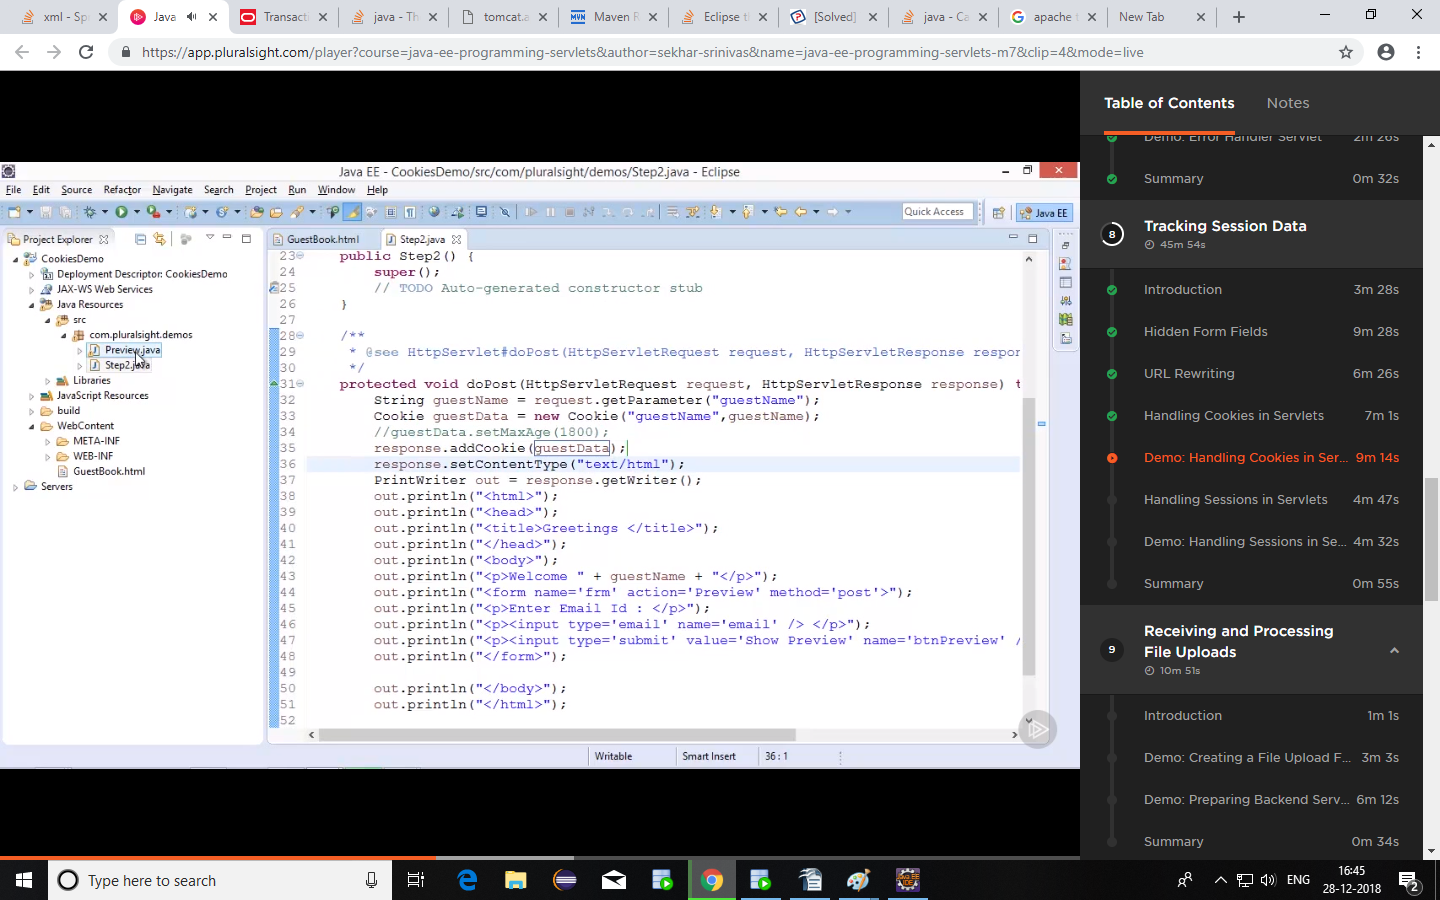 xml - Sp
Java
Transacti
java - Th
tomcat.a
Maven R
Eclipse ti
[Solved]
java - Ca
apache t
New Tab
https://app.pluralsight.com/player?course=java-ee-programming-servlets&author=sekhar-srinivas&name=java-ee-programming-servlets-m7&clip=4&mode=live
Java EE - CookiesDemo/src/com/pluralsight/demos/Step2.java - Eclipse
File Edit Source Refactor Navigate Search Project Run Window Help
Quick Access
Java EE
Project Explorer
CookiesDemo
Deployment Descriptor: CookiesDemo
JAX-WS Web Services
Java Resources
src
com.pluralsight.demos
Preview.java
Step2.java
Libraries
JavaScript Resources
build
WebContent
META-INF
WEB-INF
GuestBook.html
Servers
GuestBook.html
Step2.java
23 public Step2() {
24 super();
25 // TODO Auto-generated constructor stub
26 }
27
28 /**
29 * @see HttpServlet#doPost(HttpServletRequest request, HttpServletResponse respor
30 */
31 protected void doPost(HttpServletRequest request, HttpServletResponse response) t
32 String guestName = request.getParameter("guestName");
33 Cookie guestData = new Cookie("guestName",guestName);
34 //guestData.setMaxAge(1800);
35 response.addCookie(guestData);
36 response.setContentType("text/html");
37 PrintWriter out = response.getWriter();
38 out.println("<html>");
39 out.println("<head>");
40 out.println("<title>Greetings </title>");
41 out.println("</head>");
42 out.println("<body>");
43 out.println("<p>Welcome " + guestName + "</p>");
44 out.println("<form name='frm' action='Preview' method='post'>");
45 out.println("<p>Enter Email Id : </p>");
46 out.println("<p><input type='email' name='email' /> </p>");
47 out.println("<p><input type='submit' value='Show Preview' name='btnPreview' /
48 out.println("</form>");
49
50 out.println("</body>");
51 out.println("</html>");
52
Writable
Smart Insert
36 : 1
Table of Contents
Notes
Demo: Error Handler Servlet 2m 26s
Summary 0m 32s
8
Tracking Session Data
45m 54s
Introduction 3m 28s
Hidden Form Fields 9m 28s
URL Rewriting 6m 26s
Handling Cookies in Servlets 7m 1s
Demo: Handling Cookies in Ser... 9m 14s
Handling Sessions in Servlets 4m 47s
Demo: Handling Sessions in Se... 4m 32s
Summary 0m 55s
9
Receiving and Processing
File Uploads
10m 51s
Introduction 1m 1s
Demo: Creating a File Upload F... 3m 3s
Demo: Preparing Backend Serv... 6m 12s
Summary 0m 34s
Type here to search
ENG
16:45
28-12-2018
2